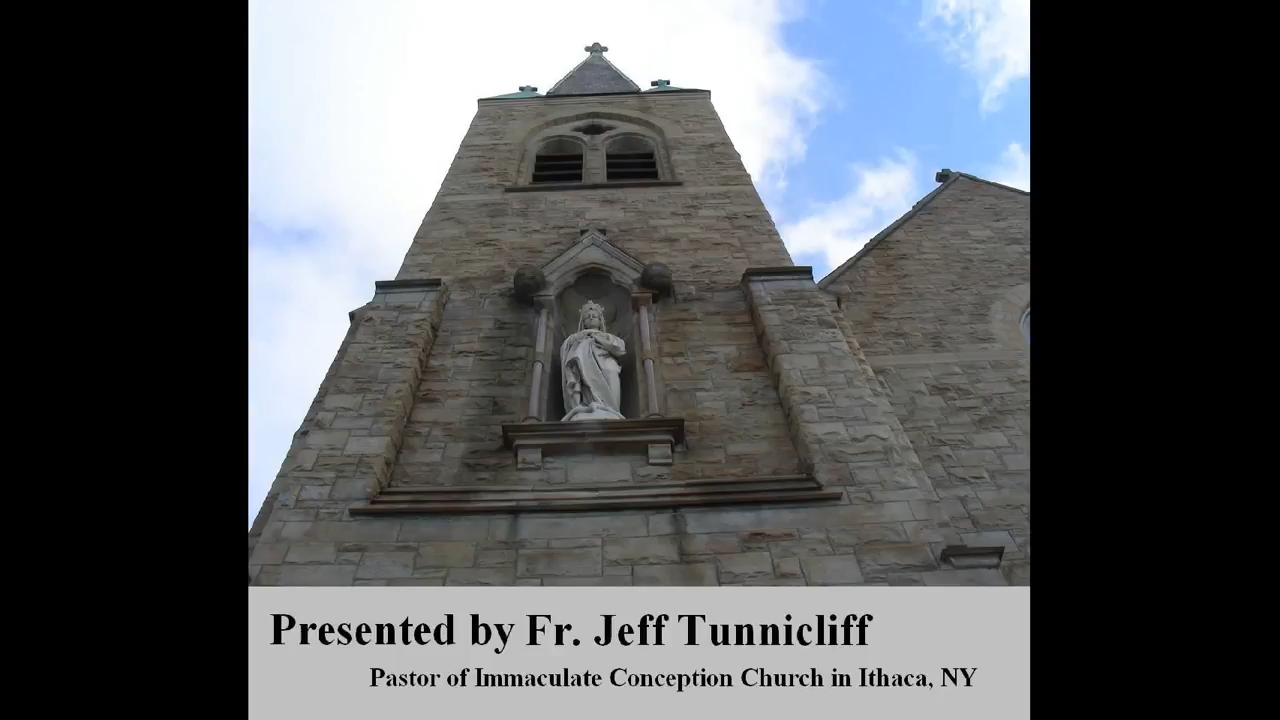 Presented by Fr. Jeff Tunnicliff
Pastor of Immaculate Conception Church in Ithaca, NY